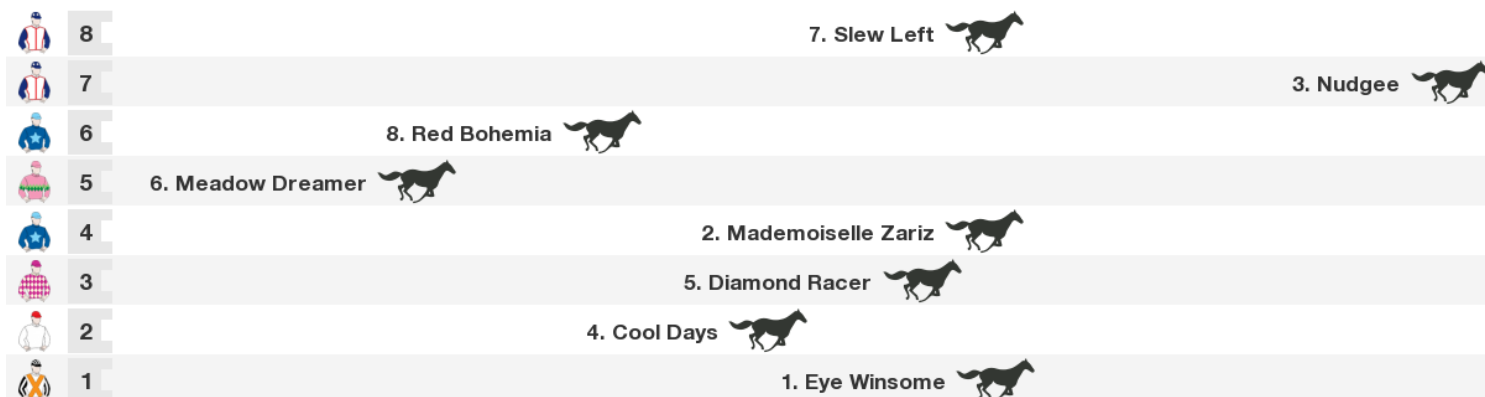 8 7. Slew Left
7 3. Nudgee
6 8. Red Bohemia
5 6. Meadow Dreamer
4 2. Mademoiselle Zariz
3 5. Diamond Racer
2 4. Cool Days
1 1. Eye Winsome